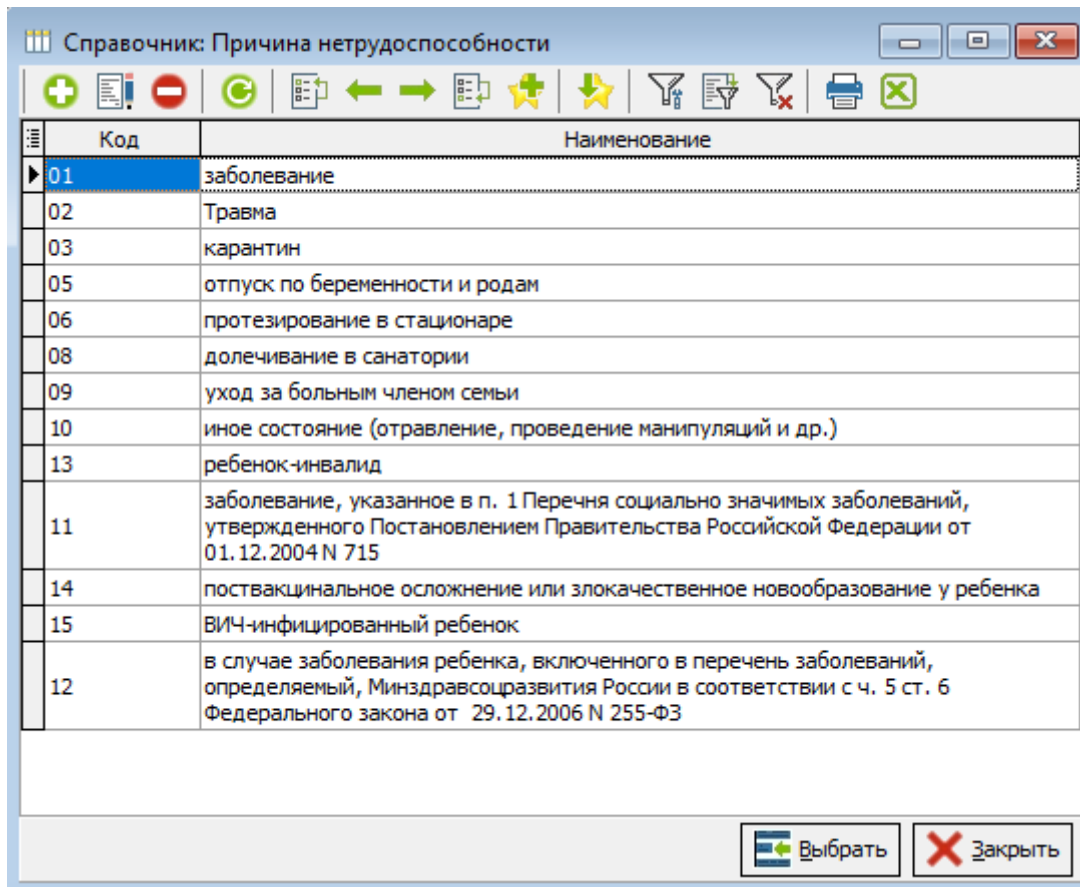 Справочник: Причина нетрудоспособности
Код Наименование
01 заболевание
02 Травма
03 карантин
05 отпуск по беременности и родам
06 протезирование в стационаре
08 долечивание в санатории
09 уход за больным членом семьи
10 иное состояние (отравление, проведение манипуляций и др.)
13 ребенок-инвалид
заболевание, указанное в п. 1 Перечня социально значимых заболеваний,
11 утвержденного Постановлением Правительства Российской Федерации от
01.12.2004 N 715
14 поствакцинальное осложнение или злокачественное новообразование у ребенка
15 ВИЧ-инфицированный ребенок
в случае заболевания ребенка, включенного в перечень заболеваний,
12 определяемый, Минздравсоцразвития России в соответствии с ч. 5 ст. 6
Федерального закона от 29.12.2006 N 255-ФЗ
Выбрать Закрыть